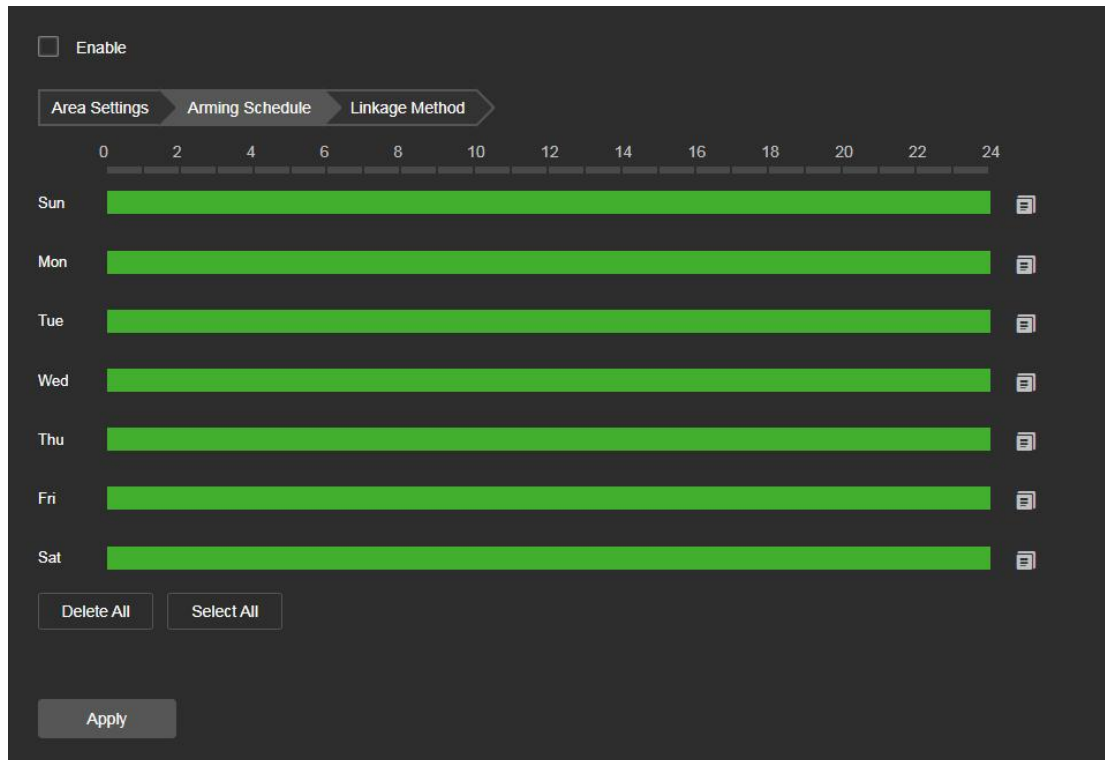 Enable
Area Settings Arming Schedule Linkage Method
0 2 4 6 8 10 12 14 16 18 20 22 24
Sun
Mon
Tue
Wed
Thu
Fri
Sat
Delete All Select All
Apply